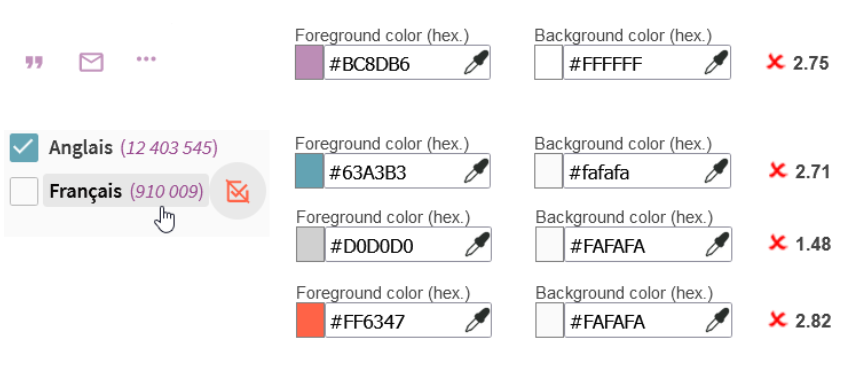 Foreground color (hex.) Background color (hex.)
#BC8DB6 #FFFFFF 2.75
Anglais (12 403 545)
Français (910 009)
Foreground color (hex.) Background color (hex.)
#63A3B3 #fafafa 2.71
Foreground color (hex.) Background color (hex.)
#D0D0D0 #FAFAFA 1.48
Foreground color (hex.) Background color (hex.)
#FF6347 #FAFAFA 2.82